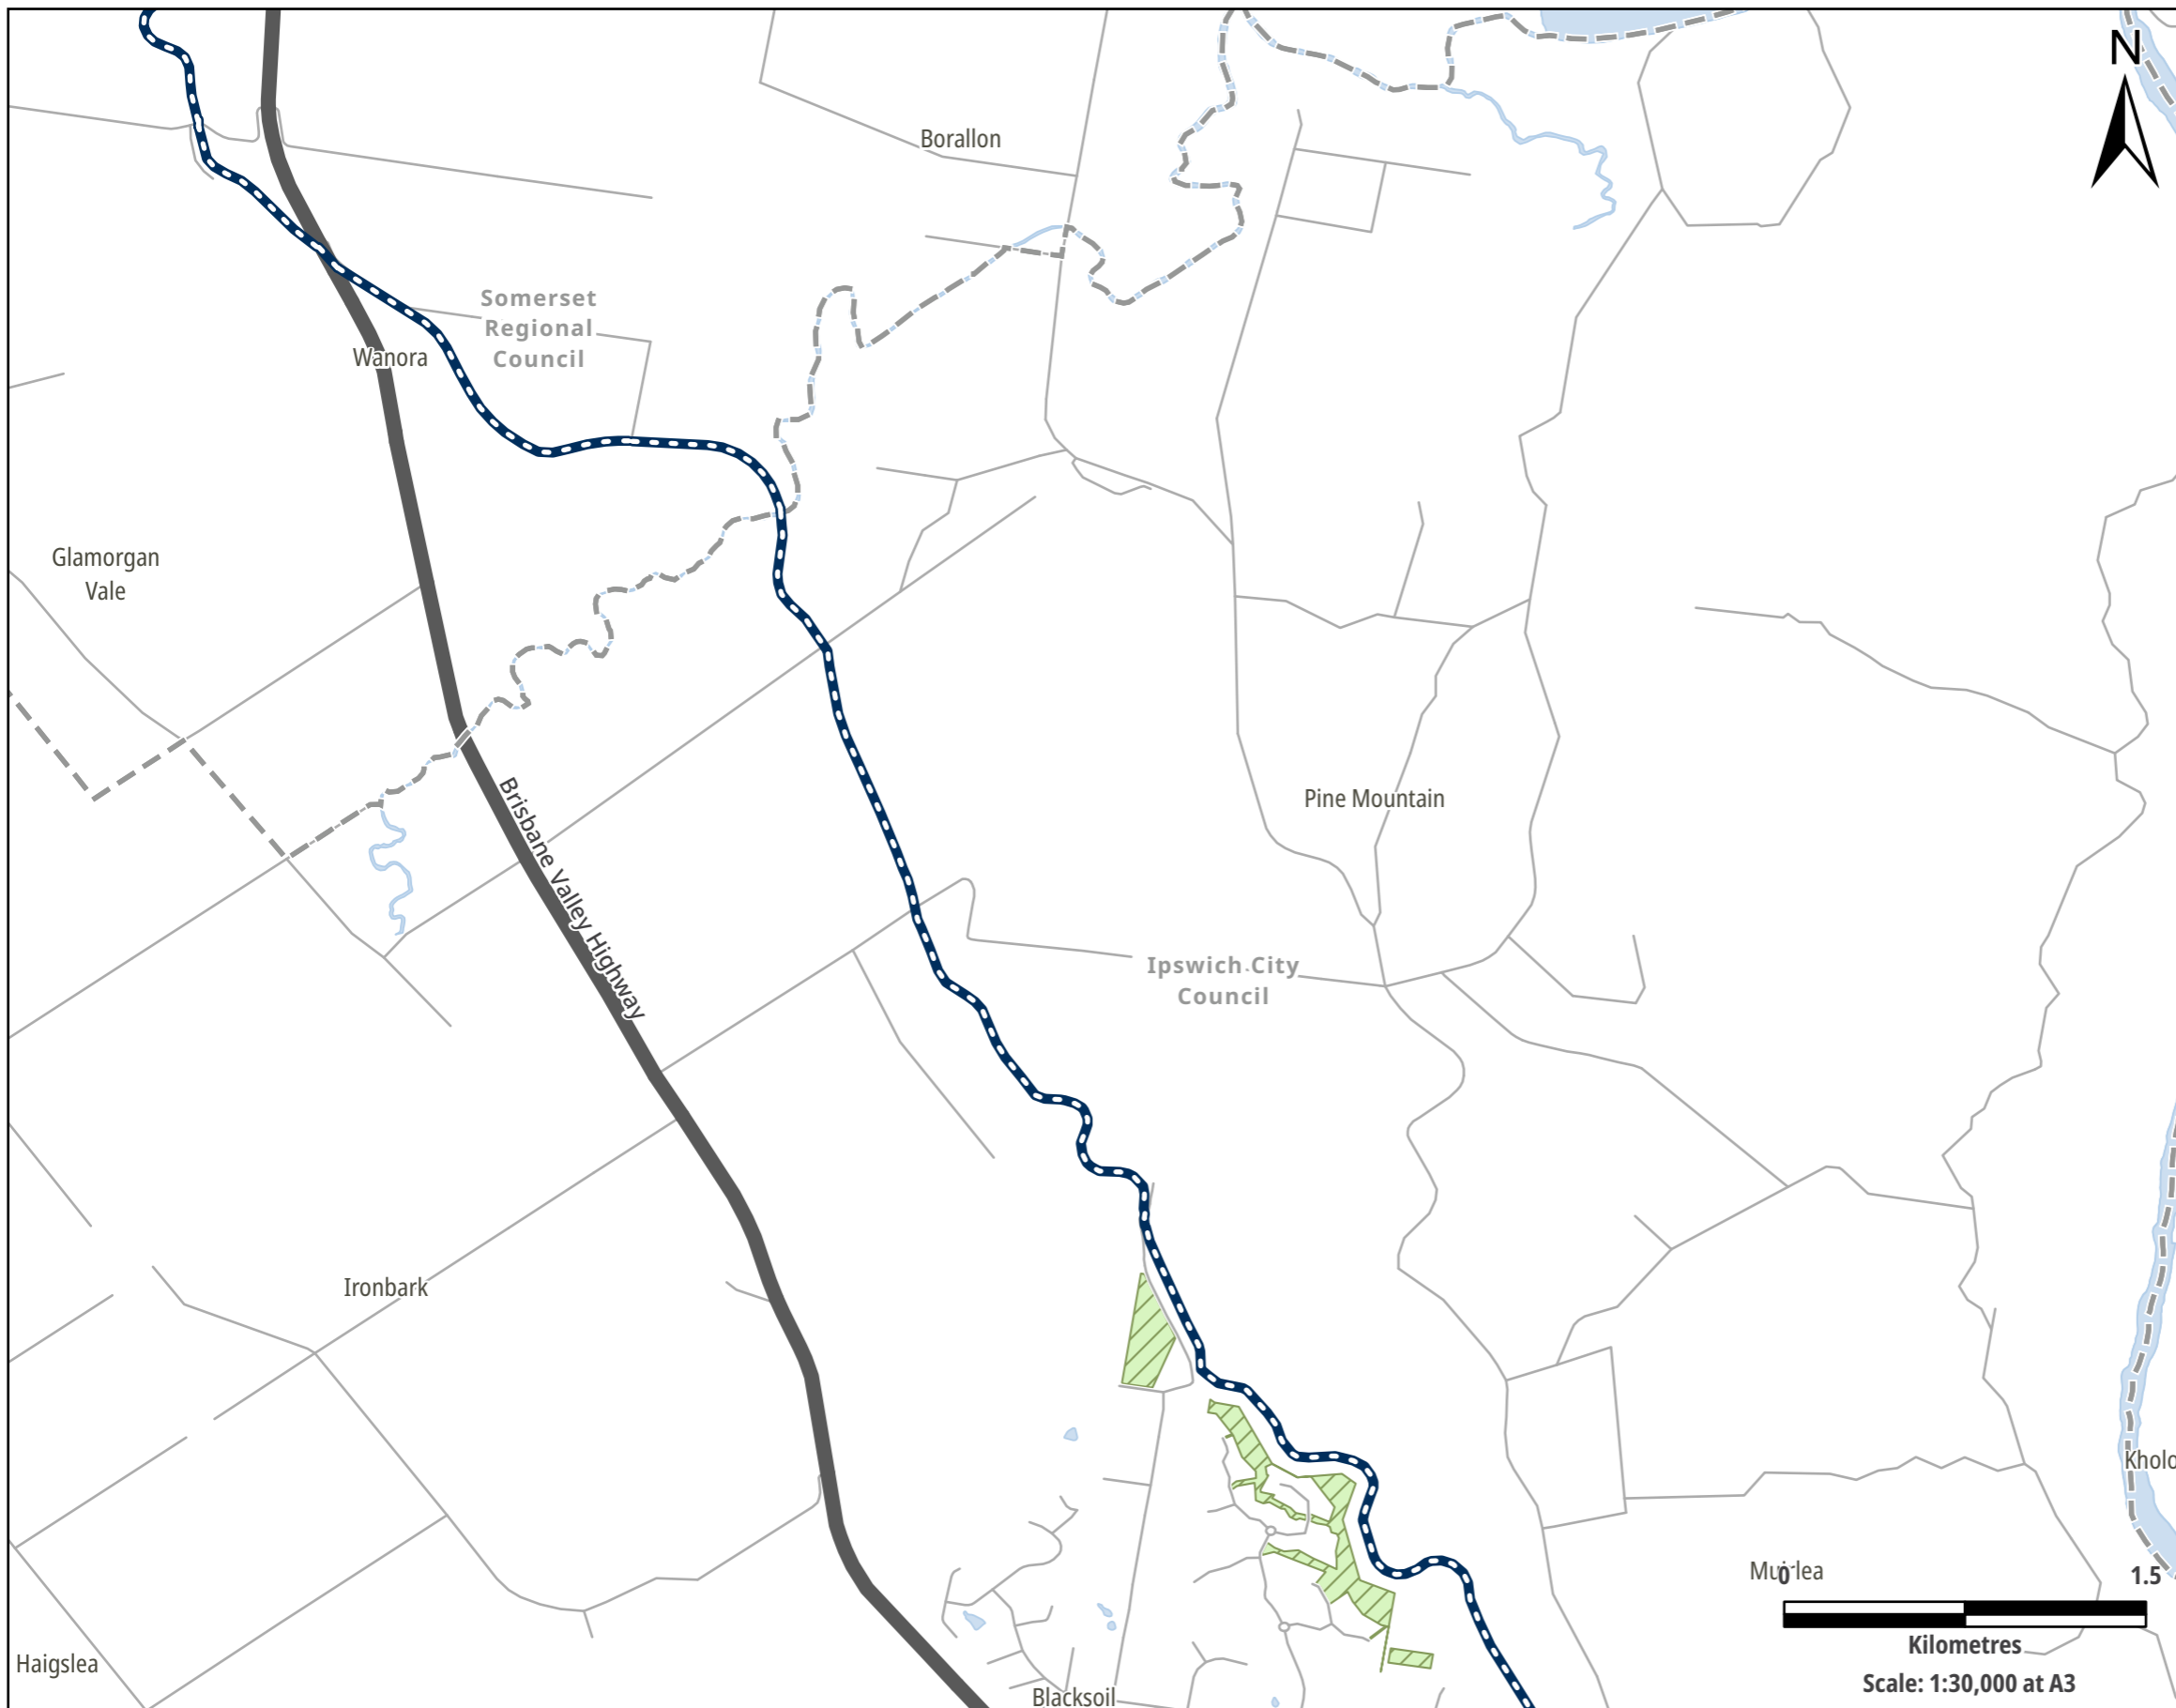 N
Borallon
Somerset
Regional
Council
Wanora
Glamorgan
Vale
Brisbane Valley Highway
Pine Mountain
Ipswich City
Council
Ironbark
Kholo
Muirlea
0
1.5
Kilometres
Scale: 1:30,000 at A3
Haigslea
Blacksoil